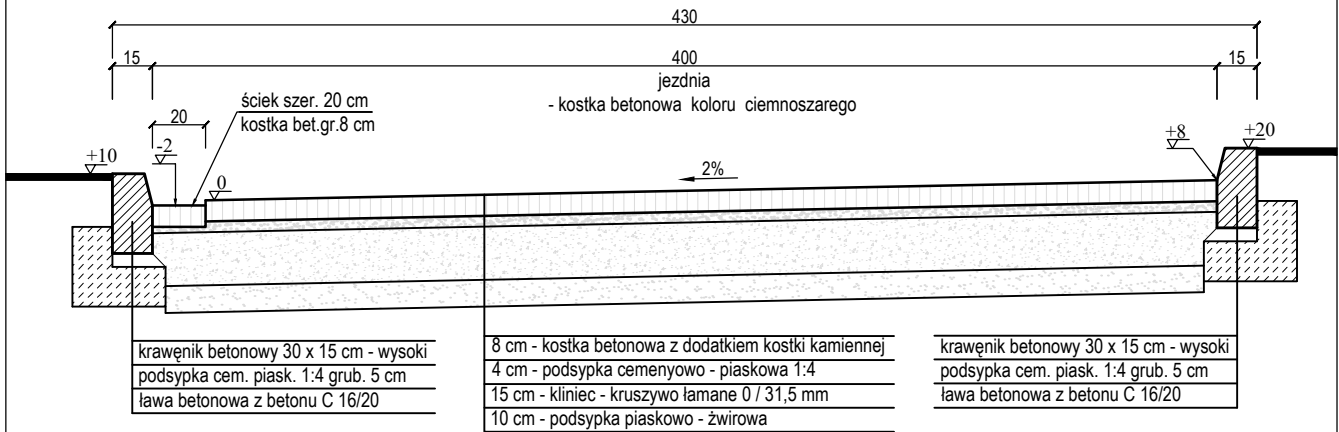 430
15
400
15
jezdnia
- kostka betonowa koloru ciemnoszarego
ściek szer. 20 cm
kostka bet.gr.8 cm
20
+10
-2
0
2%
+8
+20
krawęnik betonowy 30 x 15 cm - wysoki
podsypka cem. piask. 1:4 grub. 5 cm
ława betonowa z betonu C 16/20
8 cm - kostka betonowa z dodatkiem kostki kamiennej
4 cm - podsypka cemenyowo - piaskowa 1:4
15 cm - kliniec - kruszywo łamane 0 / 31,5 mm
10 cm - podsypka piaskowo - żwirowa
krawęnik betonowy 30 x 15 cm - wysoki
podsypka cem. piask. 1:4 grub. 5 cm
ława betonowa z betonu C 16/20